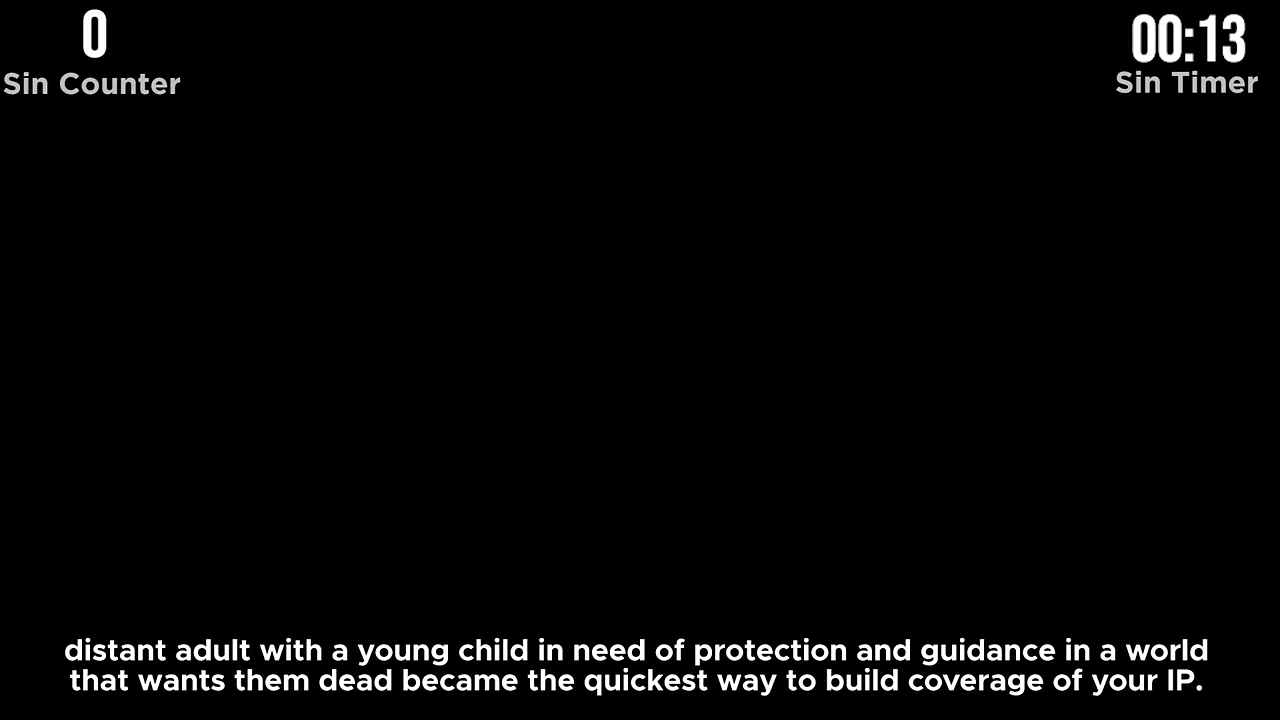 0
Sin Counter
00:13
Sin Timer
distant adult with a young child in need of protection and guidance in a world
that wants them dead became the quickest way to build coverage of your IP.